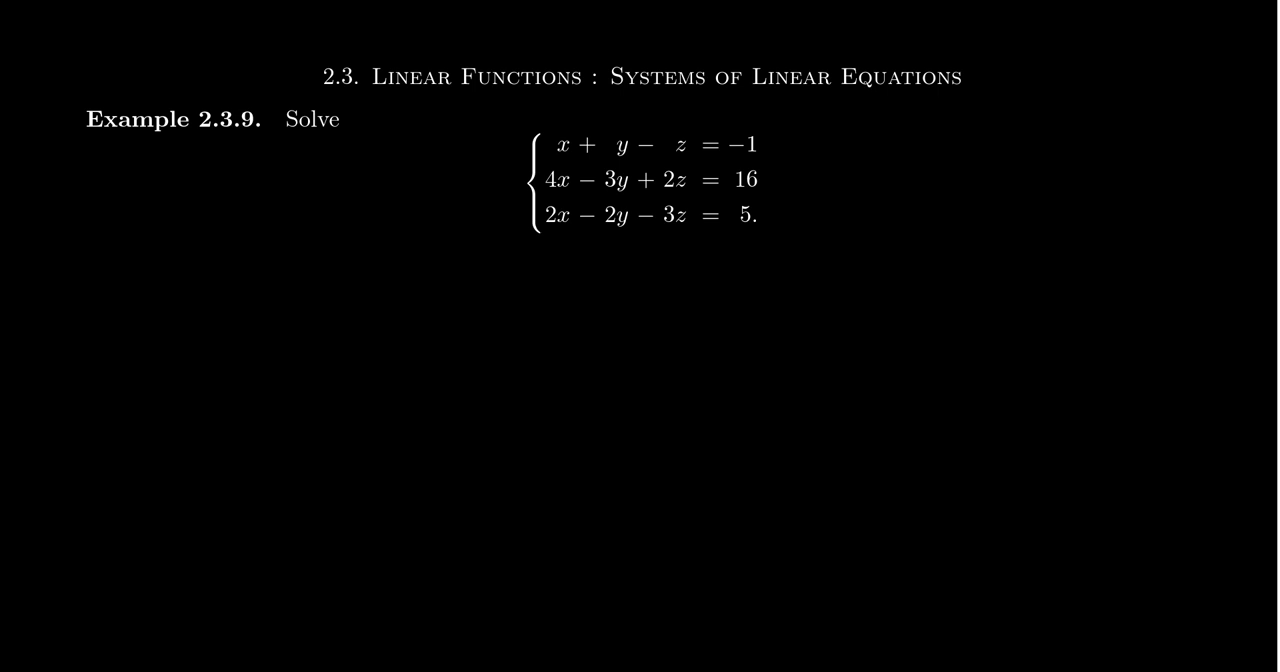 2.3. Linear Functions : Systems of Linear Equations
Example 2.3.9. Solve
x + y − z = −1
4x − 3y + 2z = 16
2x − 2y − 3z = 5.